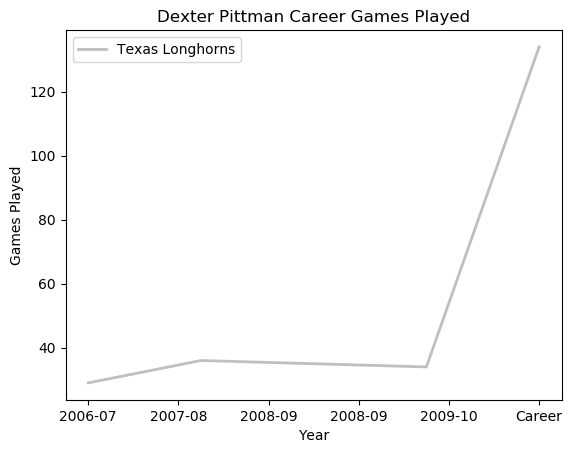 Dexter Pittman Career Games Played
Texas Longhorns
Games Played
120
100
80
60
40
2006-07 2007-08 2008-09 2008-09 2009-10 Career
Year